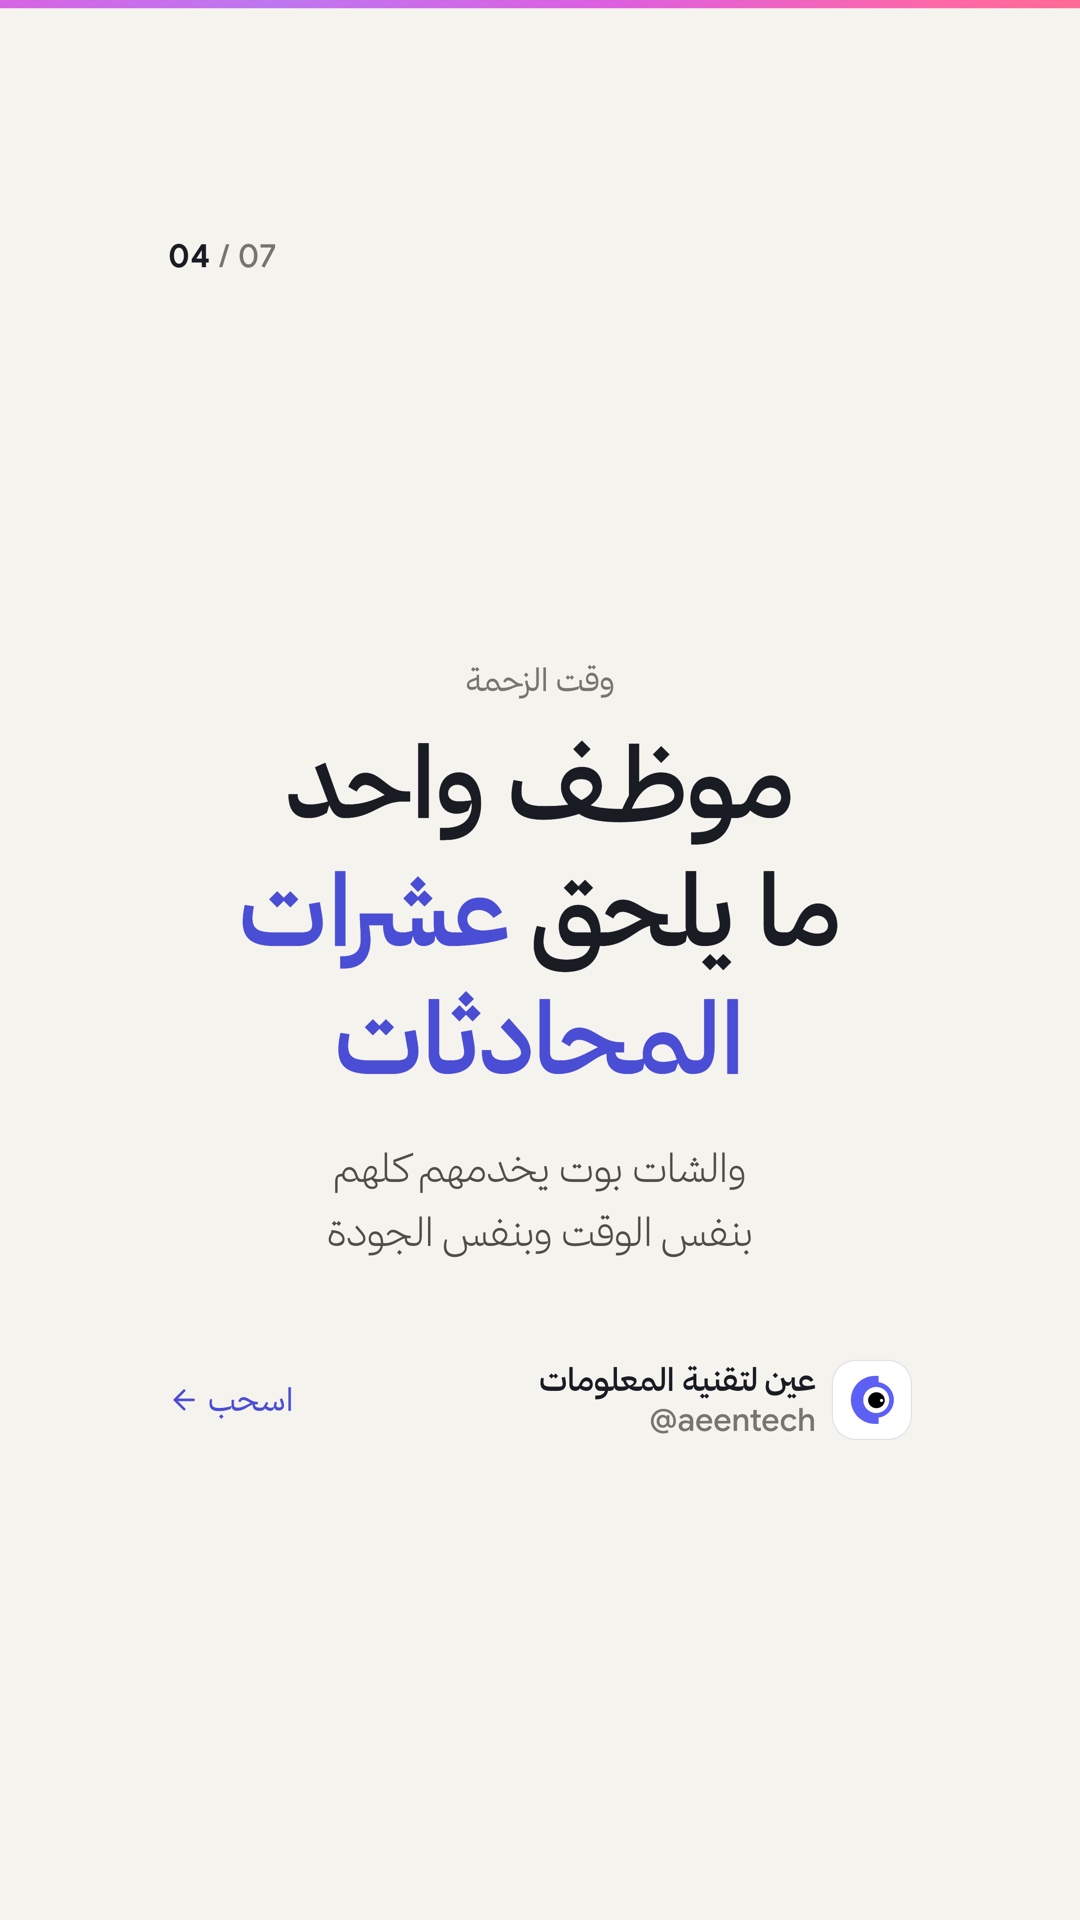 04 / 07
وقت الزحمة
موظف واحد
ما يلحق عشرات
المحادثات
والشات بوت يخدمهم كلهم
بنفس الوقت وبنفس الجودة
عين لتقنية المعلومات
@aeentech
اسحب ←